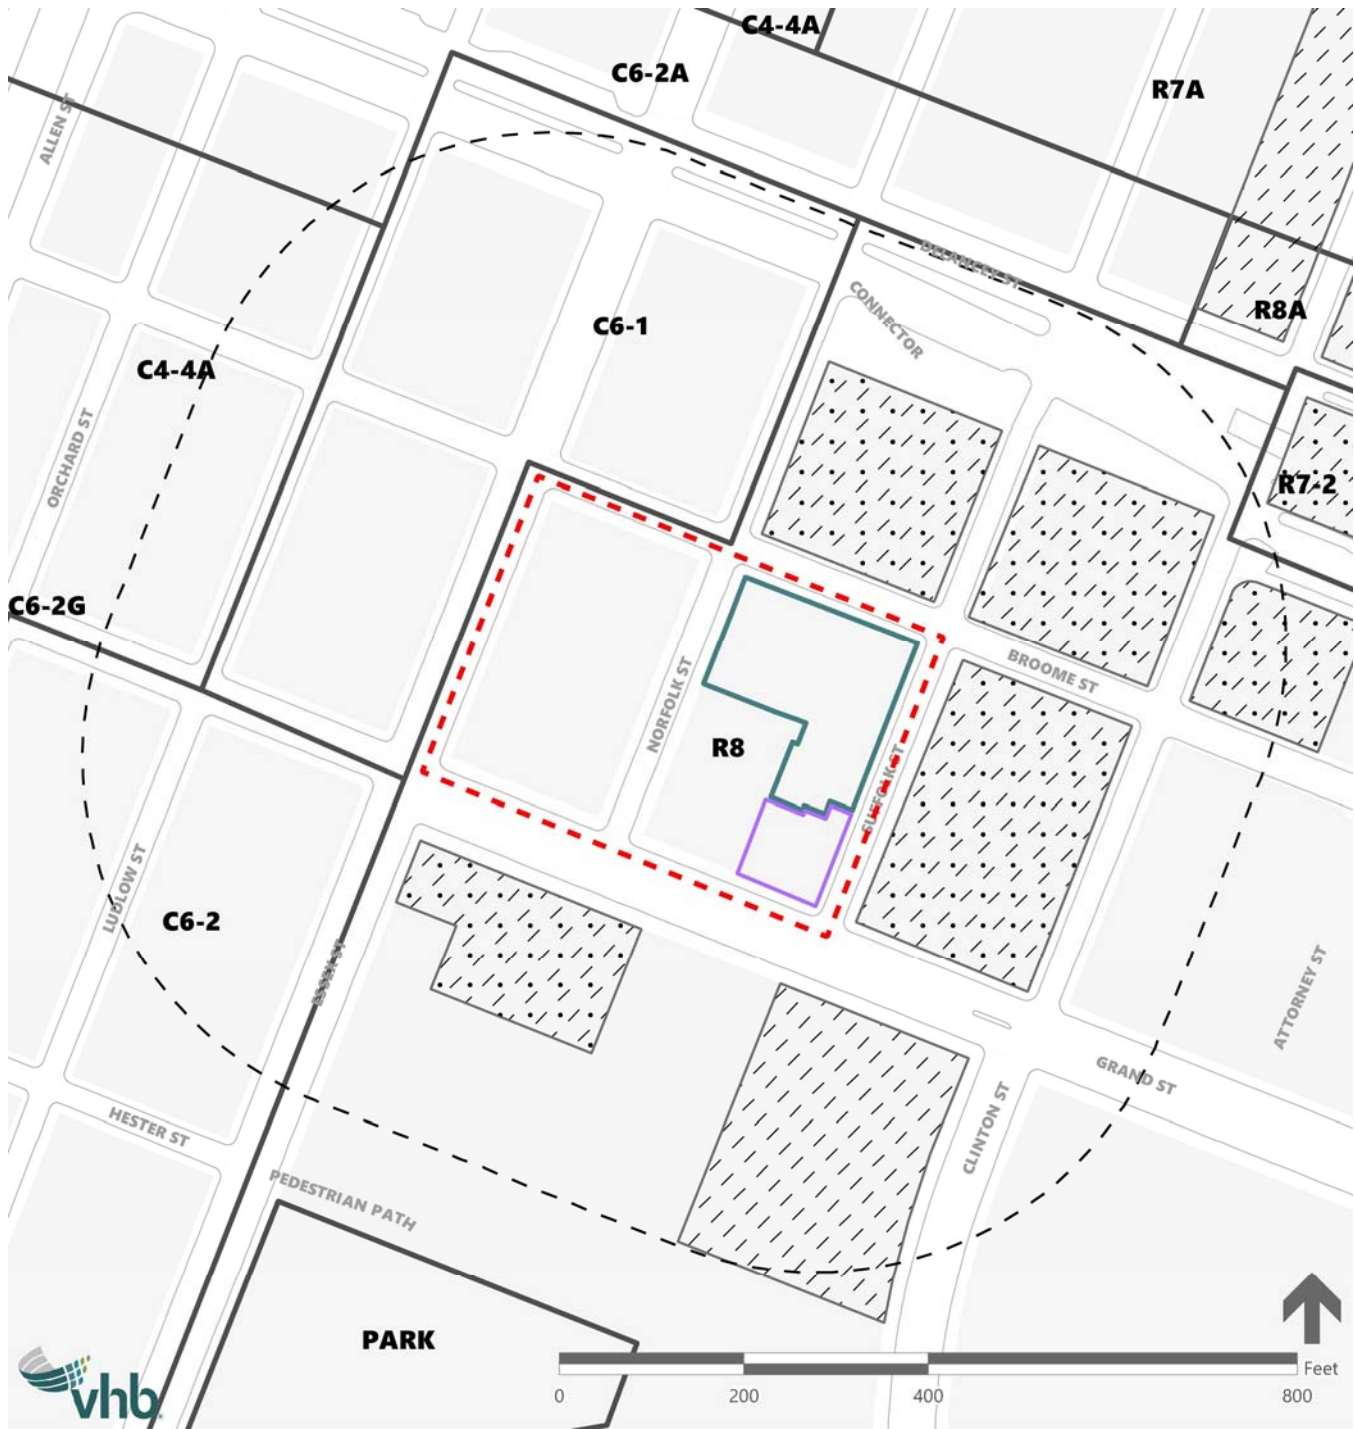 C4-4A
C6-2A
R7A
ALLEN ST
DELANCEY ST
CONNECTOR
R8A
C6-1
C4-4A
ORCHARD ST
R7-2
C6-2G
BROOME ST
NORFOLK ST
R8
SUFFOLK ST
LUDLOW ST
C6-2
ESSEX ST
ATTORNEY ST
GRAND ST
CLINTON ST
HESTER ST
PEDESTRIAN PATH
PARK
vhb
Feet
0 200 400 800